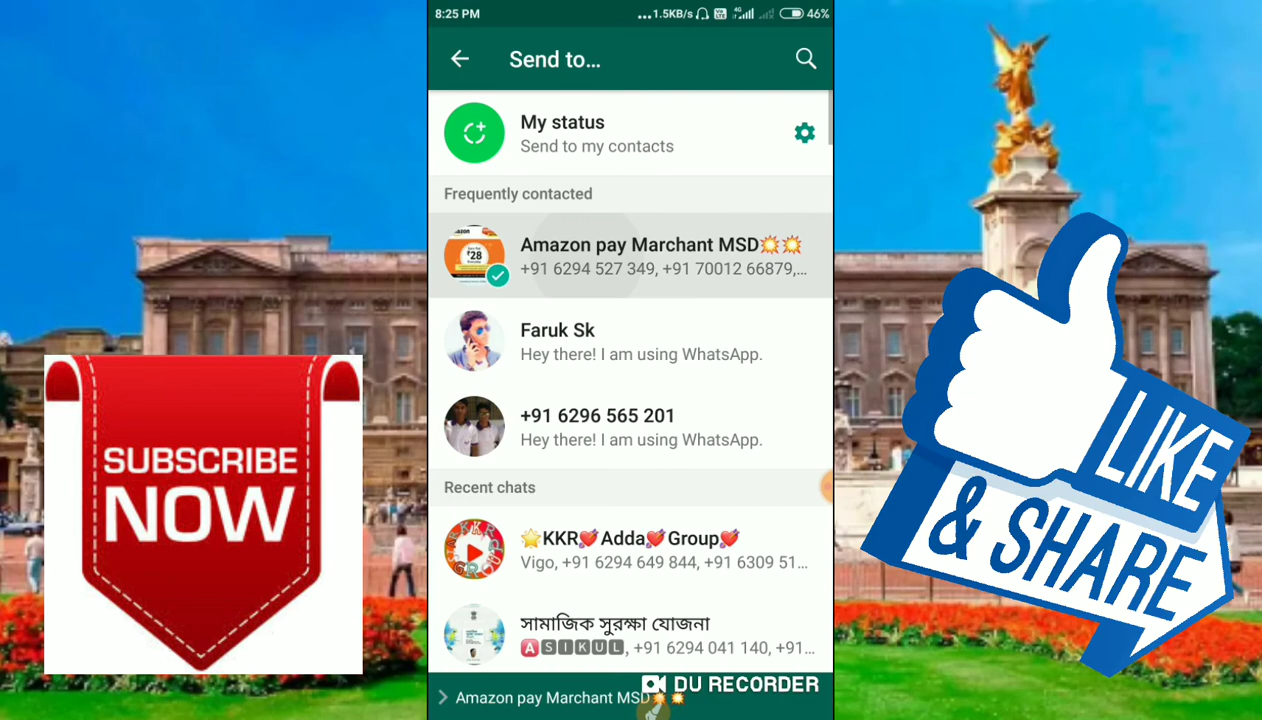 8:25 PM
...1.5KB/s 4G 46%
Send to...
My status
Send to my contacts
Frequently contacted
₹28
Amazon pay Marchant MSD💥💥
+91 6294 527 349, +91 70012 66879,...
Faruk Sk
Hey there! I am using WhatsApp.
+91 6296 565 201
Hey there! I am using WhatsApp.
Recent chats
🌟KKR💘Adda💘Group💘
Vigo, +91 6294 649 844, +91 6309 51...
সামাজিক সুরক্ষা যোজনা
🅰🆂🅸🅺🆄🅻, +91 6294 041 140, +91...
Amazon pay Marchant MSD💥💥
DU RECORDER
SUBSCRIBE
NOW
LIKE
& SHARE